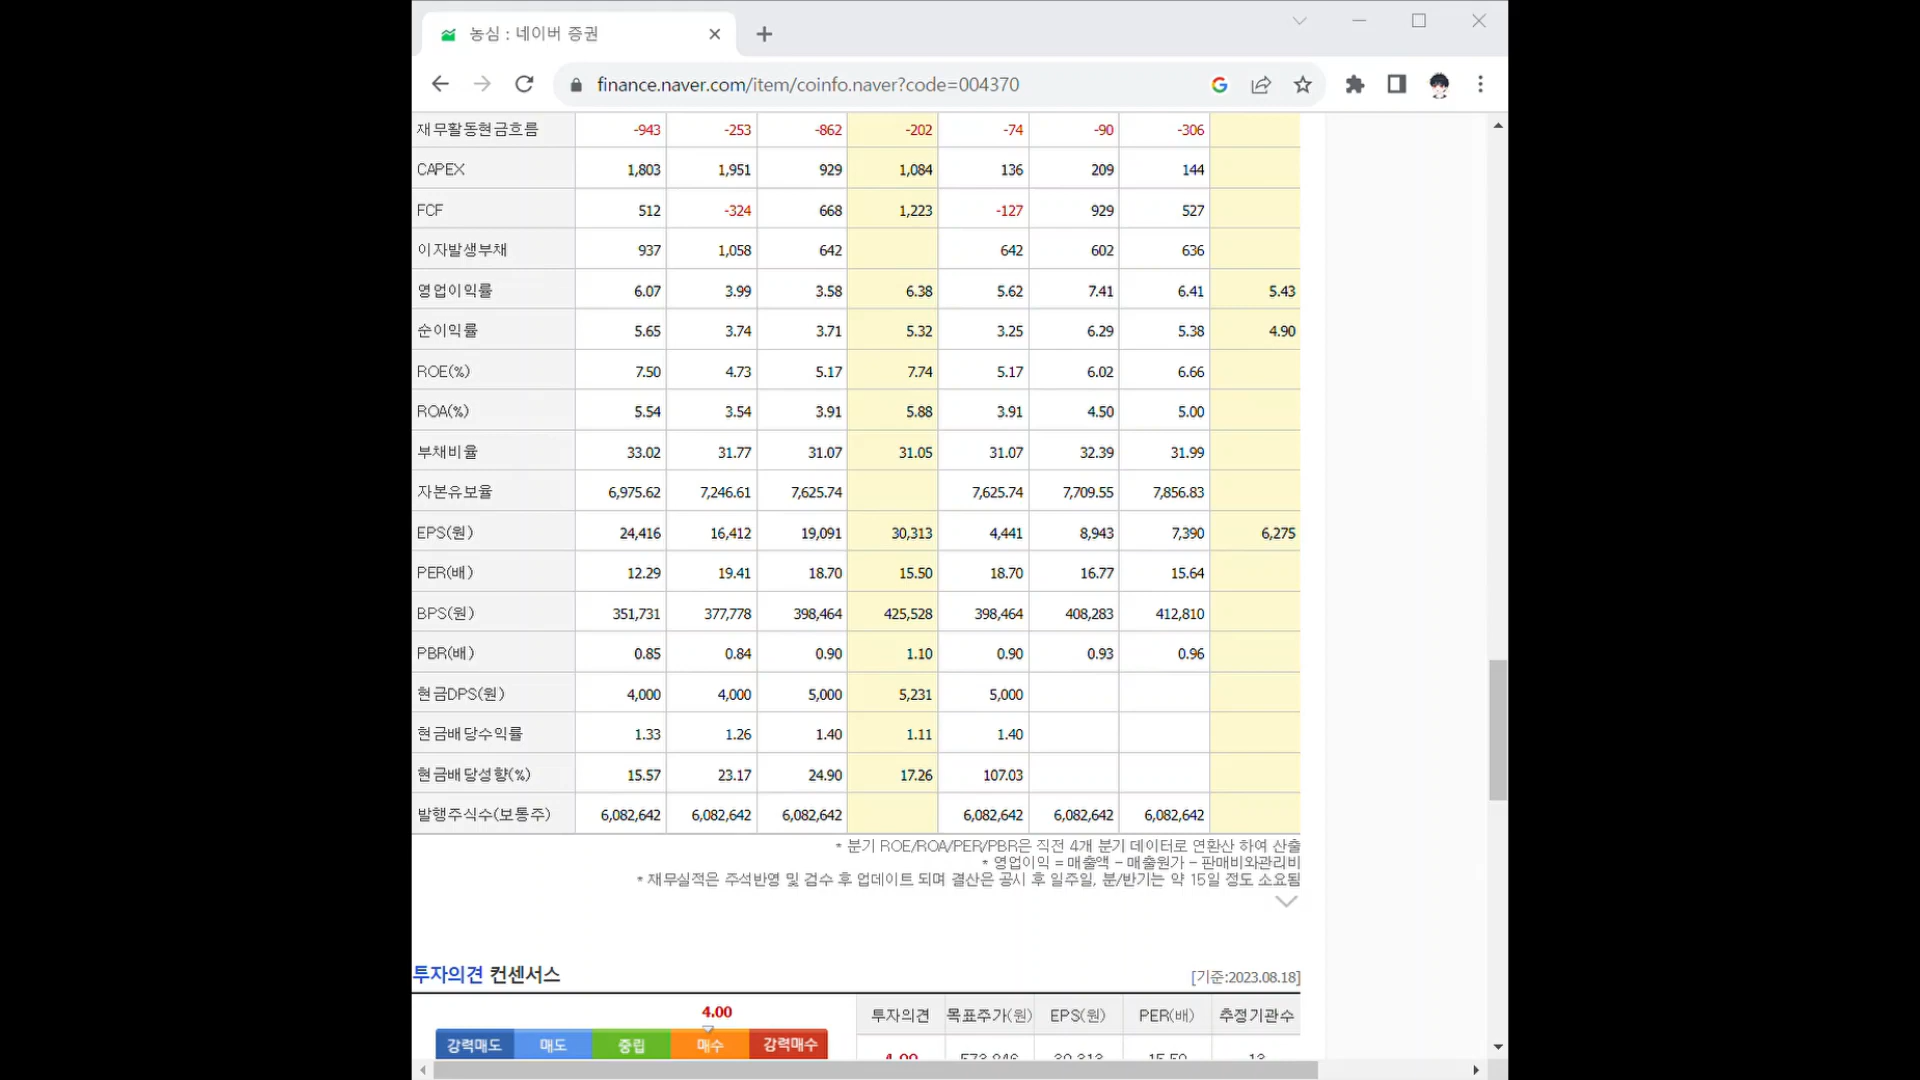 농심 : 네이버 증권
finance.naver.com/item/coinfo.naver?code=004370
재무활동현금흐름 -943 -253 -862 -202 -74 -90 -306
CAPEX 1,803 1,951 929 1,084 136 209 144
FCF 512 -324 668 1,223 -127 929 527
이자발생부채 937 1,058 642 642 602 636
영업이익률 6.07 3.99 3.58 6.38 5.62 7.41 6.41 5.43
순이익률 5.65 3.74 3.71 5.32 3.25 6.29 5.38 4.90
ROE(%) 7.50 4.73 5.17 7.74 5.17 6.02 6.66
ROA(%) 5.54 3.54 3.91 5.88 3.91 4.50 5.00
부채비율 33.02 31.77 31.07 31.05 31.07 32.39 31.99
자본유보율 6,975.62 7,246.61 7,625.74 7,625.74 7,709.55 7,856.83
EPS(원) 24,416 16,412 19,091 30,313 4,441 8,943 7,390 6,275
PER(배) 12.29 19.41 18.70 15.50 18.70 16.77 15.64
BPS(원) 351,731 377,778 398,464 425,528 398,464 408,283 412,810
PBR(배) 0.85 0.84 0.90 1.10 0.90 0.93 0.96
현금DPS(원) 4,000 4,000 5,000 5,231 5,000
현금배당수익률 1.33 1.26 1.40 1.11 1.40
현금배당성향(%) 15.57 23.17 24.90 17.26 107.03
발행주식수(보통주) 6,082,642 6,082,642 6,082,642 6,082,642 6,082,642 6,082,642
* 분기 ROE/ROA/PER/PBR은 직전 4개 분기 데이터로 연환산 하여 산출
* 영업이익 = 매출액 - 매출원가 - 판매비와관리비
* 재무실적은 주석반영 및 검수 후 업데이트 되며 결산은 공시 후 일주일, 분/반기는 약 15일 정도 소요됨
투자의견 컨센서스 [기준:2023.08.18]
4.00
강력매도 매도 중립 매수 강력매수
투자의견 목표주가(원) EPS(원) PER(배) 추정기관수
4.00 30,313 15.50